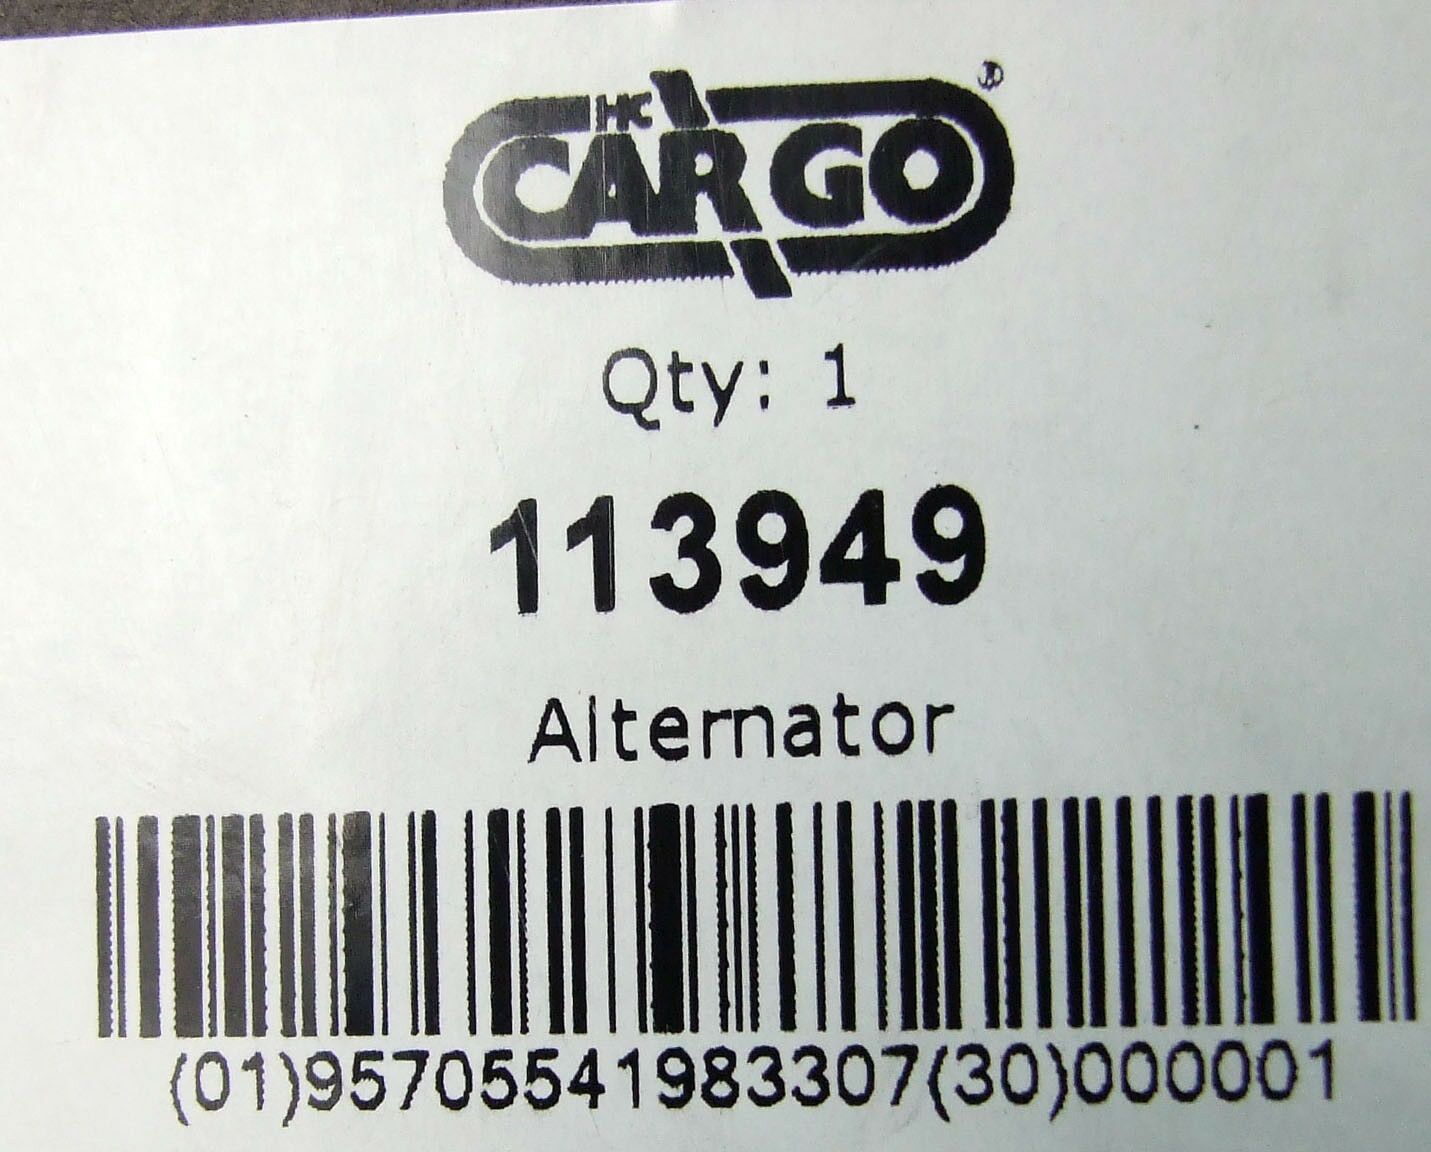 HC
CARGO®
Qty: 1
113949
Alternator
(01)95705541983307(30)000001